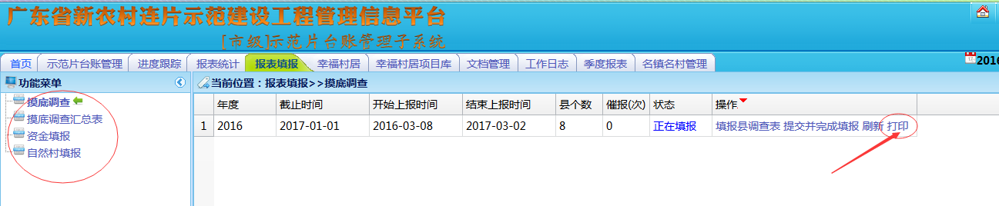 广东省新农村连片示范建设工程管理信息平台
[市级]示范片台账管理子系统
首页 示范片台账管理 进度跟踪 报表统计 报表填报 幸福村居 幸福村居项目库 文档管理 工作日志 季度报表 名镇名村管理
2016
功能菜单
摸底调查
摸底调查汇总表
资金填报
自然村填报
当前位置：报表填报>>摸底调查
年度 截止时间 开始上报时间 结束上报时间 县个数 催报(次) 状态 操作
1 2016 2017-01-01 2016-03-08 2017-03-02 8 0 正在填报 填报县调查表 提交并完成填报 刷新 打印